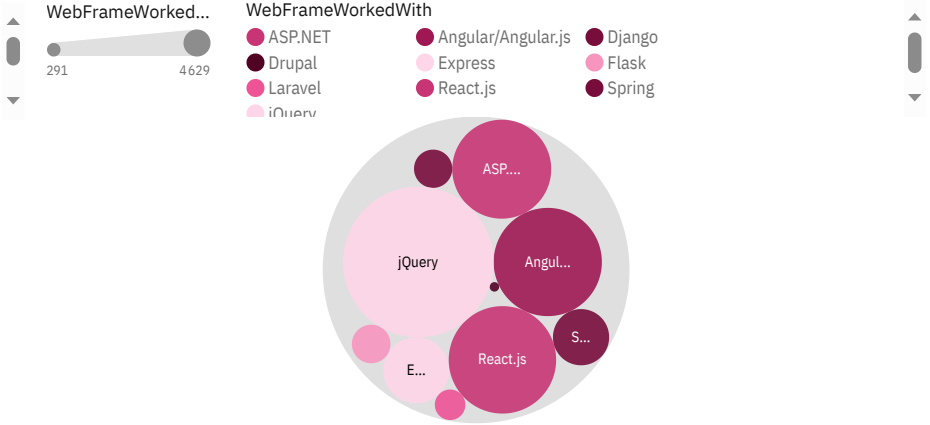 WebFrameWorked...
291 4629
WebFrameWorkedWith
ASP.NET Angular/Angular.js Django
Drupal Express Flask
Laravel React.js Spring
jQuery
ASP....
jQuery
Angul...
S...
React.js
E...